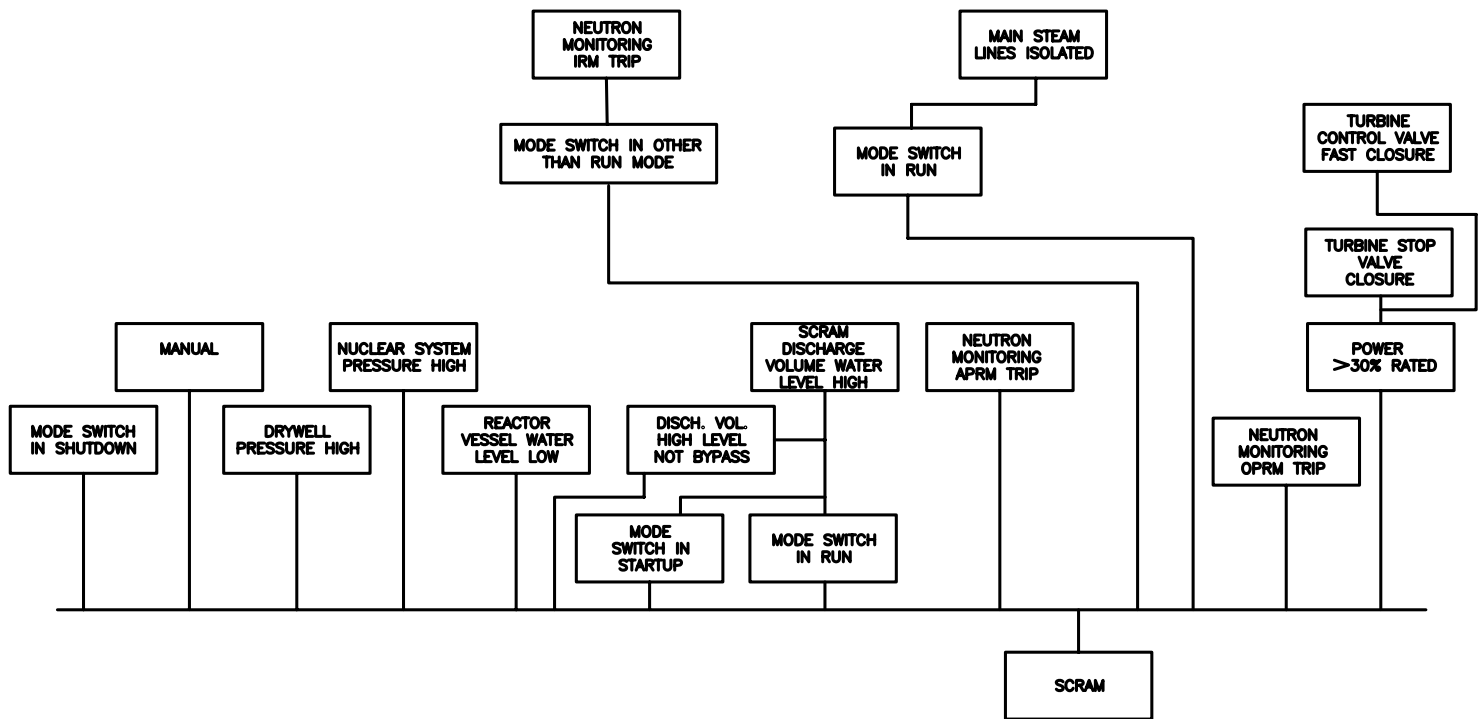 NEUTRON
MONITORING
IRM TRIP
MAIN STEAM
LINES ISOLATED
MODE SWITCH IN OTHER
THAN RUN MODE
MODE SWITCH
IN RUN
TURBINE
CONTROL VALVE
FAST CLOSURE
TURBINE STOP
VALVE
CLOSURE
MANUAL
NUCLEAR SYSTEM
PRESSURE HIGH
SCRAM
DISCHARGE
VOLUME WATER
LEVEL HIGH
NEUTRON
MONITORING
APRM TRIP
POWER
>30% RATED
MODE SWITCH
IN SHUTDOWN
DRYWELL
PRESSURE HIGH
REACTOR
VESSEL WATER
LEVEL LOW
DISCH. VOL.
HIGH LEVEL
NOT BYPASS
NEUTRON
MONITORING
OPRM TRIP
MODE
SWITCH IN
STARTUP
MODE SWITCH
IN RUN
SCRAM